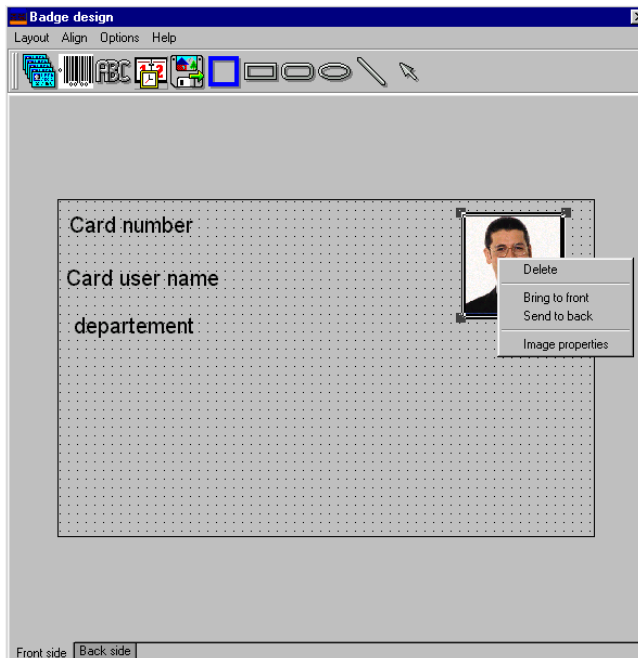 Badge design
Layout Align Options Help
ABC
Card number
Card user name
departement
Delete
Bring to front
Send to back
Image properties
Front side Back side